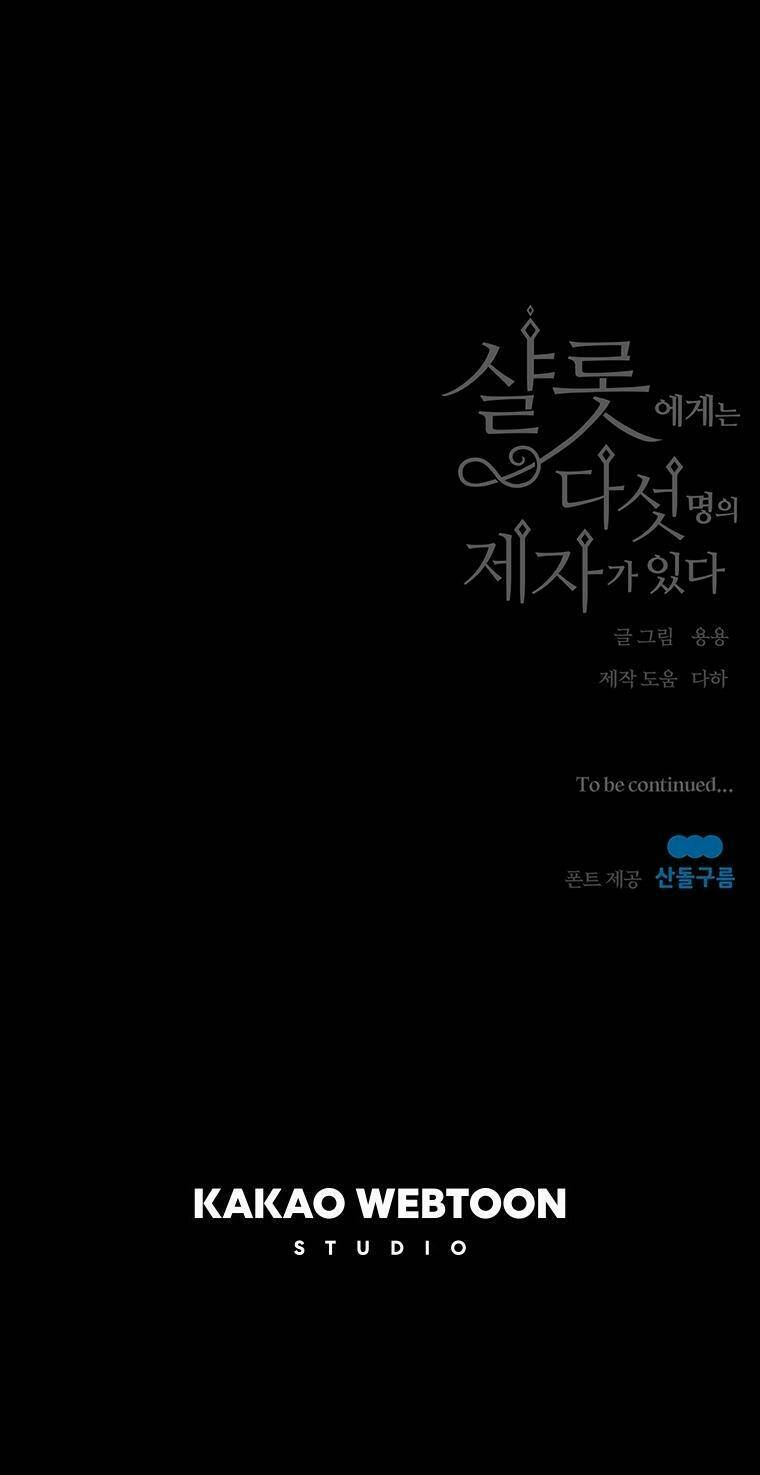 샬롯에게는
다섯명의
제자가 있다
글 그림 용용
제작 도움 다하
To be continued...
폰트 제공 산돌구름
KAKAO WEBTOON
STUDIO